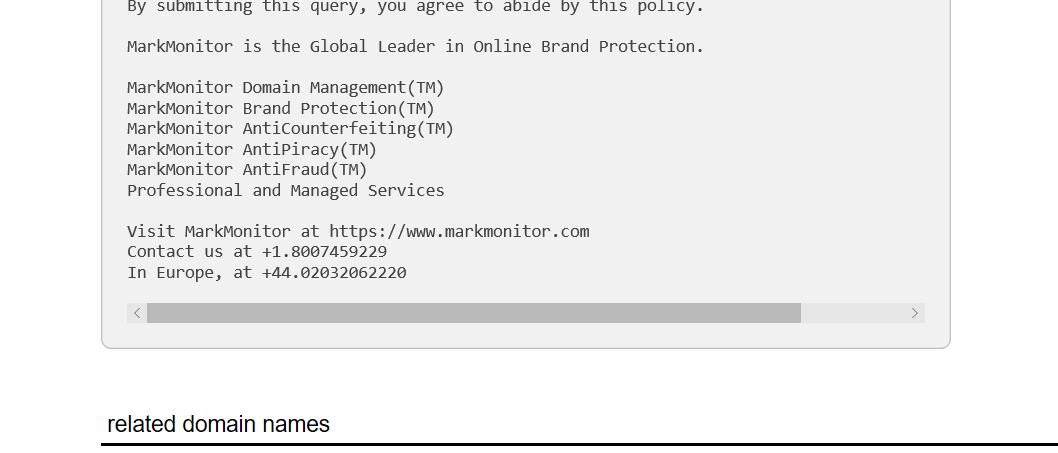 By submitting this query, you agree to abide by this policy.
MarkMonitor is the Global Leader in Online Brand Protection.
MarkMonitor Domain Management(TM)
MarkMonitor Brand Protection(TM)
MarkMonitor AntiCounterfeiting(TM)
MarkMonitor AntiPiracy(TM)
MarkMonitor AntiFraud(TM)
Professional and Managed Services
Visit MarkMonitor at https://www.markmonitor.com
Contact us at +1.8007459229
In Europe, at +44.02032062220
related domain names